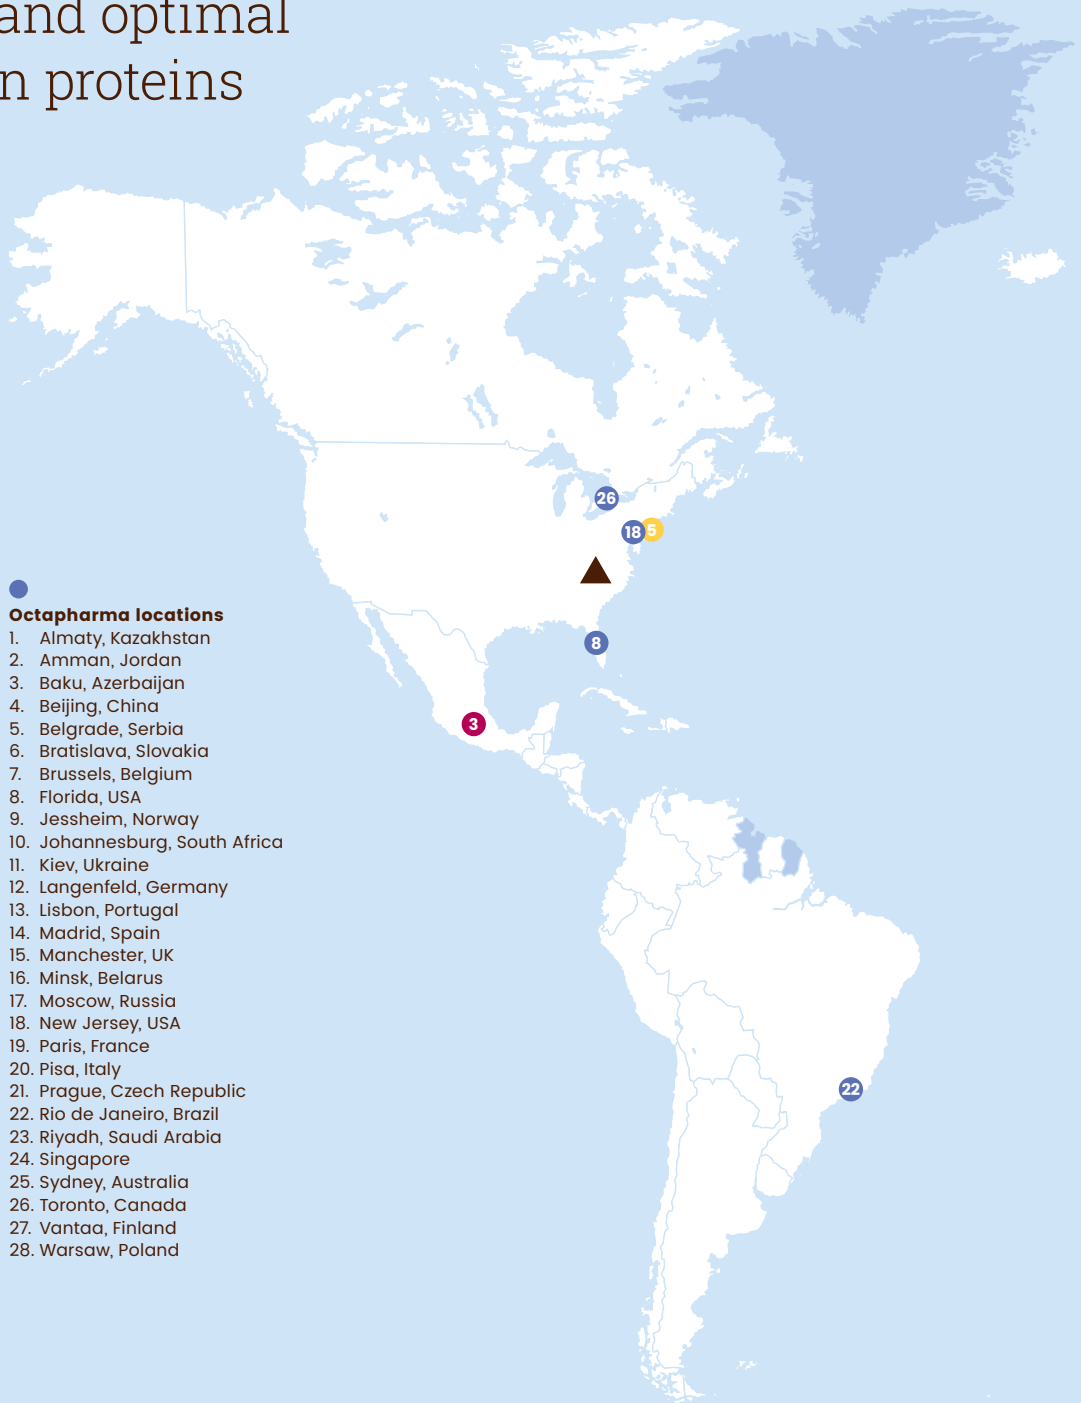 and optimal
n proteins
26
18
5
8
3
22
Octapharma locations
1. Almaty, Kazakhstan
2. Amman, Jordan
3. Baku, Azerbaijan
4. Beijing, China
5. Belgrade, Serbia
6. Bratislava, Slovakia
7. Brussels, Belgium
8. Florida, USA
9. Jessheim, Norway
10. Johannesburg, South Africa
11. Kiev, Ukraine
12. Langenfeld, Germany
13. Lisbon, Portugal
14. Madrid, Spain
15. Manchester, UK
16. Minsk, Belarus
17. Moscow, Russia
18. New Jersey, USA
19. Paris, France
20. Pisa, Italy
21. Prague, Czech Republic
22. Rio de Janeiro, Brazil
23. Riyadh, Saudi Arabia
24. Singapore
25. Sydney, Australia
26. Toronto, Canada
27. Vantaa, Finland
28. Warsaw, Poland